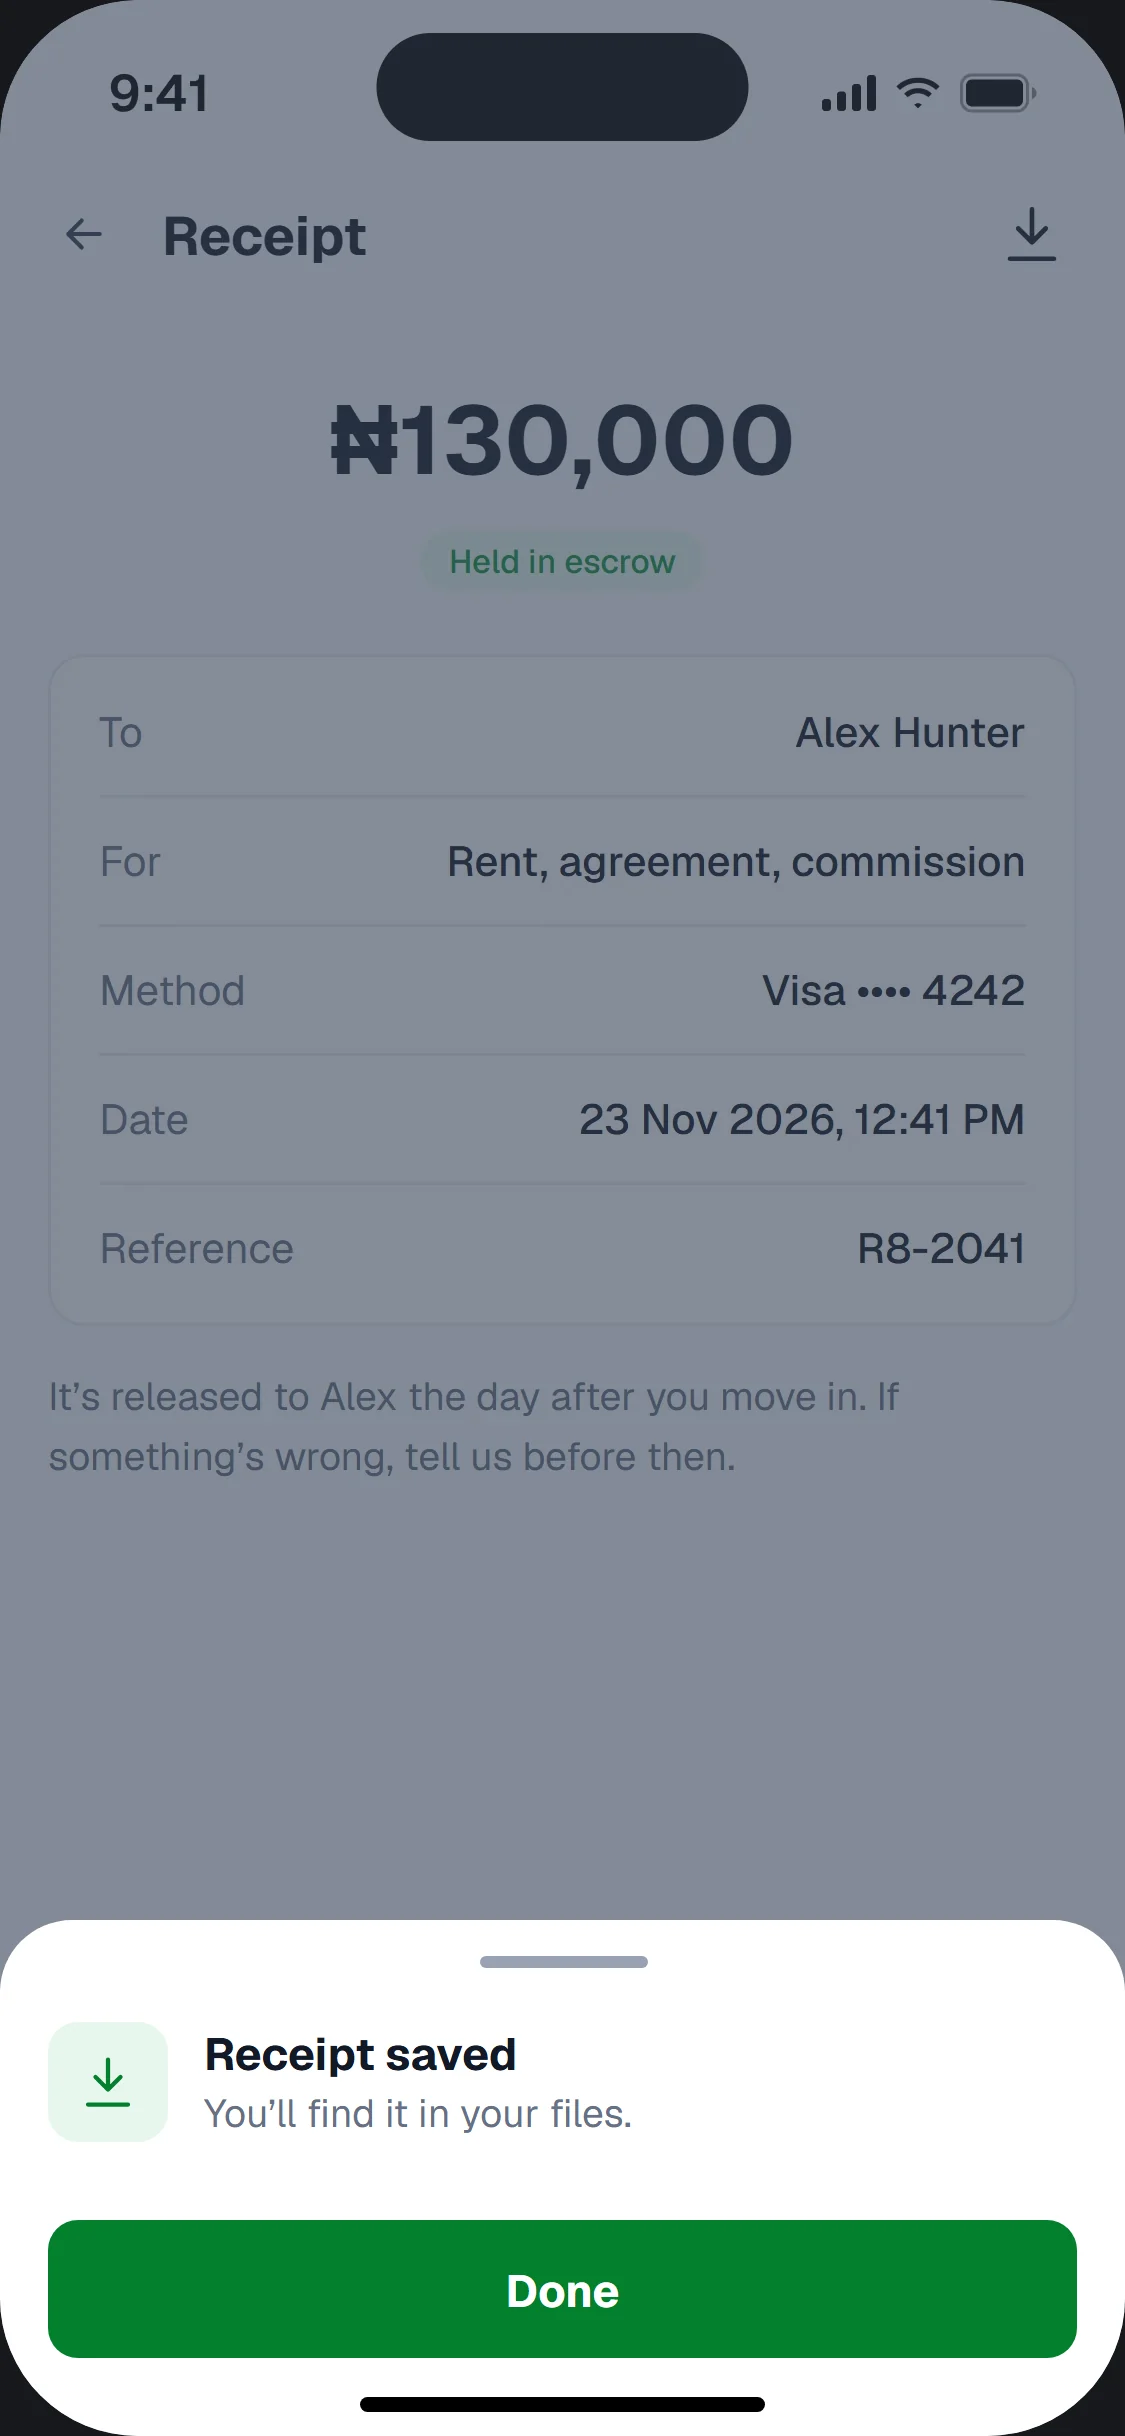 9:41
Receipt
₦130,000
Held in escrow
To Alex Hunter
For Rent, agreement, commission
Method Visa •••• 4242
Date 23 Nov 2026, 12:41 PM
Reference R8-2041
It’s released to Alex the day after you move in. If
something’s wrong, tell us before then.
Receipt saved
You’ll find it in your files.
Done